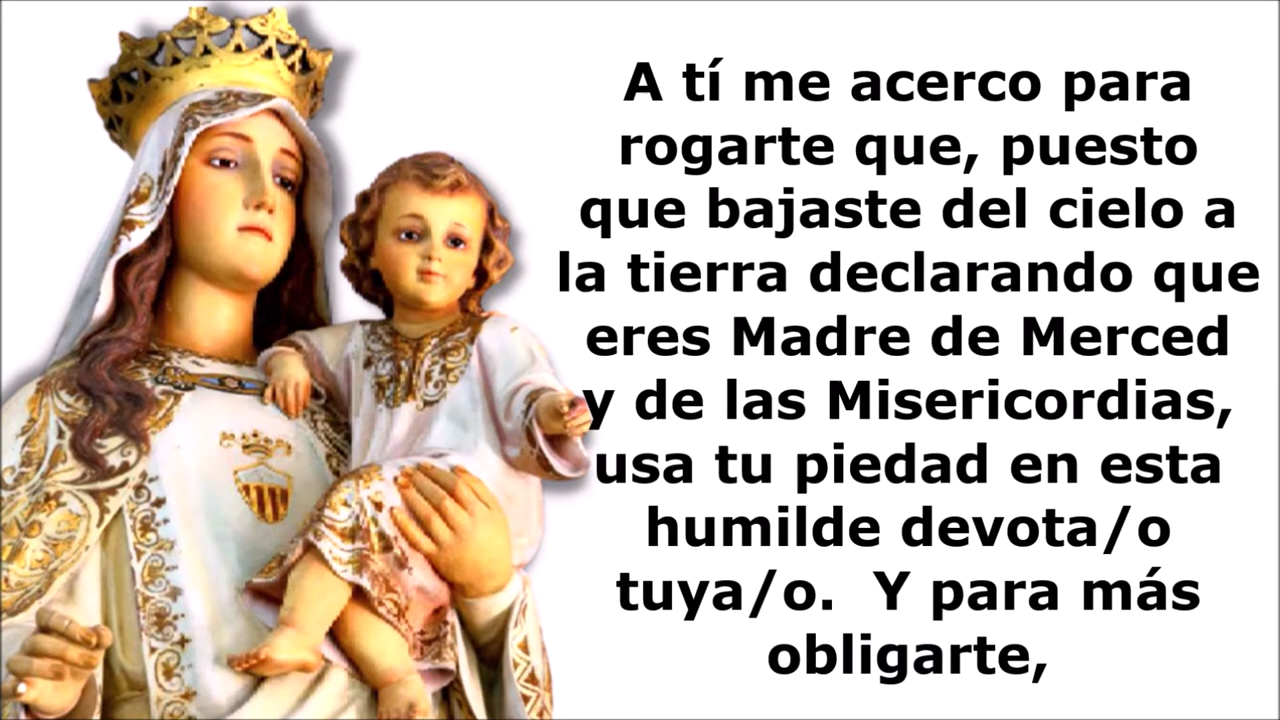 A tí me acerco para
rogarte que, puesto
que bajaste del cielo a
la tierra declarando que
eres Madre de Merced
y de las Misericordias,
usa tu piedad en esta
humilde devota/o
tuya/o.  Y para más
obligarte,